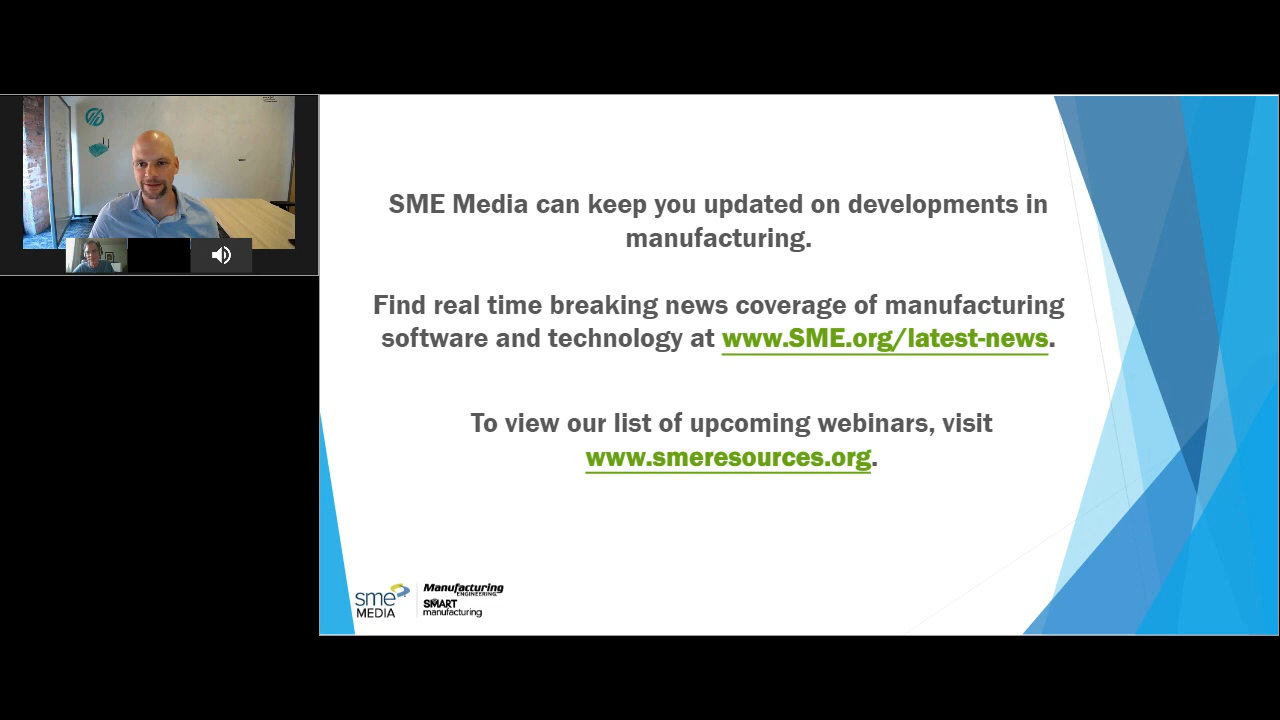 SME Media can keep you updated on developments in
manufacturing.
Find real time breaking news coverage of manufacturing
software and technology at www.SME.org/latest-news.
To view our list of upcoming webinars, visit
www.smeresources.org.
sme
MEDIA
Manufacturing
ENGINEERING
SMART
manufacturing